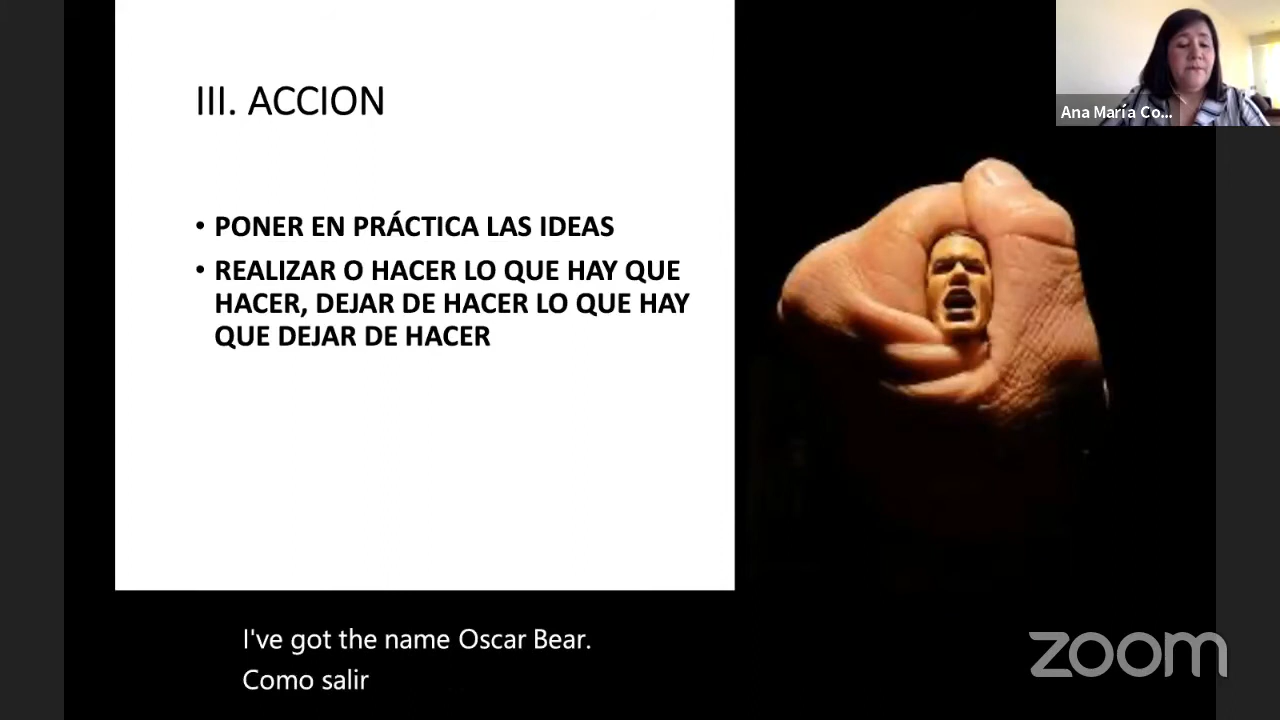 III. ACCION
• PONER EN PRÁCTICA LAS IDEAS
• REALIZAR O HACER LO QUE HAY QUE
HACER, DEJAR DE HACER LO QUE HAY
QUE DEJAR DE HACER
Ana María Co...
I've got the name Oscar Bear.
Como salir
zoom